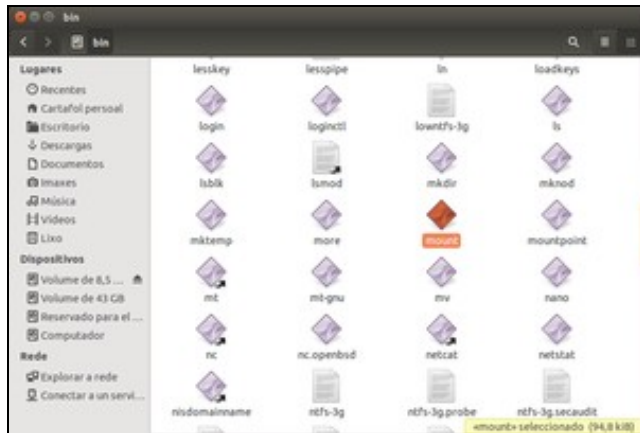 bin
bin
Lugares
Recentes
Cartafol persoal
Escritorio
Descargas
Documentos
Imaxes
Música
Vídeos
Lixo
Dispositivos
Volume de 8,5 ...
Volume de 43 GB
Reservado para el ...
Computador
Rede
Explorar a rede
Conectar a un servi...
lesskey lesspipe ln loadkeys
login loginctl lowntfs-3g ls
lsblk lsmod mkdir mknod
mktemp more mount mountpoint
mt mt-gnu mv nano
nc nc.openbsd netcat netstat
nisdomainname ntfs-3g ntfs-3g.probe ntfs-3g.secaudit
«mount» seleccionado (94,8 kiB)